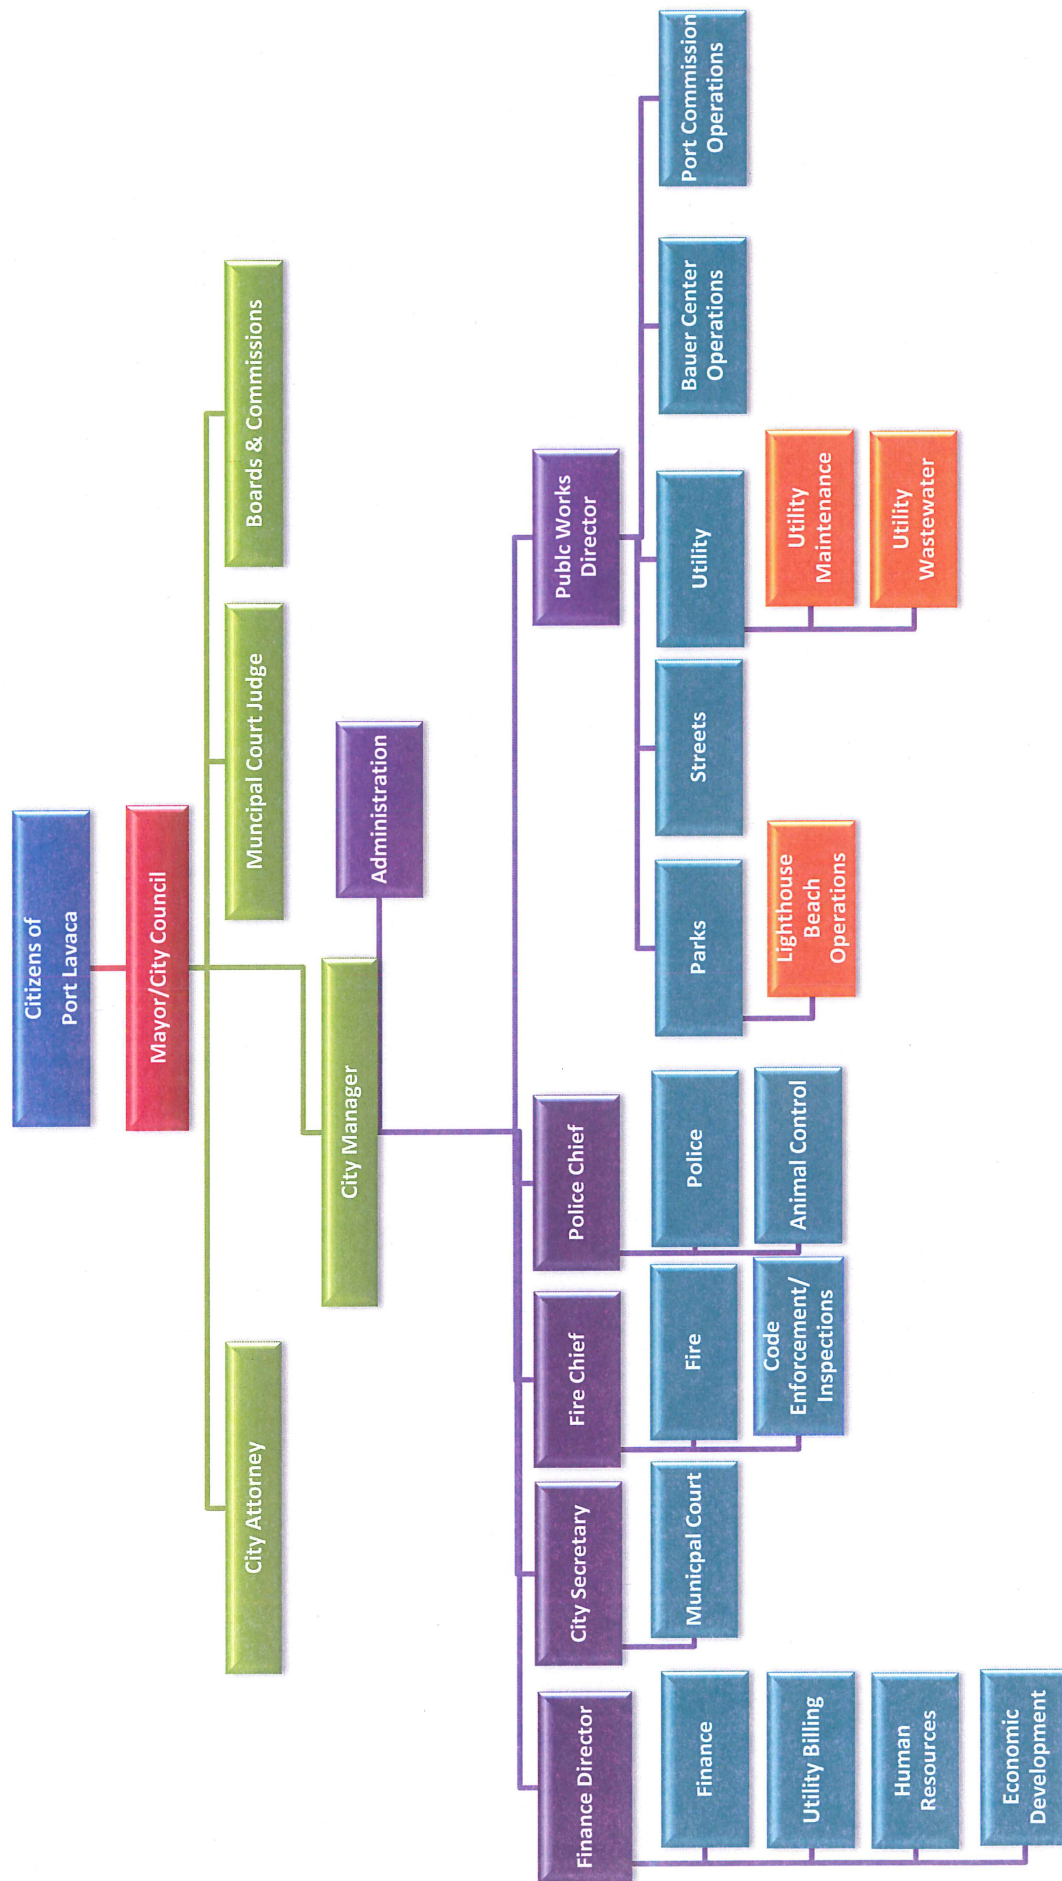 Citizens of
Port Lavaca
Mayor/City Council
City Attorney
Muncipal Court Judge
Boards & Commissions
City Manager
Administration
Finance Director
City Secretary
Fire Chief
Police Chief
Publc Works
Director
Finance
Utility Billing
Human
Resources
Economic
Development
Municpal Court
Fire
Code
Enforcement/
Inspections
Police
Animal Control
Parks
Lighthouse
Beach
Operations
Streets
Utility
Utility
Maintenance
Utility
Wastewater
Bauer Center
Operations
Port Commission
Operations